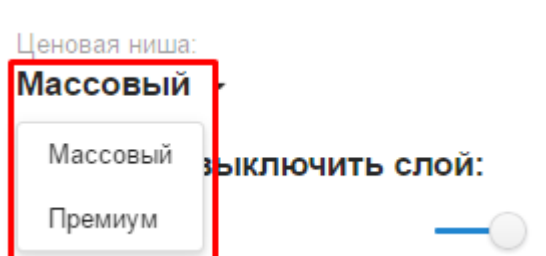 Ценовая ниша:
Массовый
Массовый
выключить слой:
Премиум